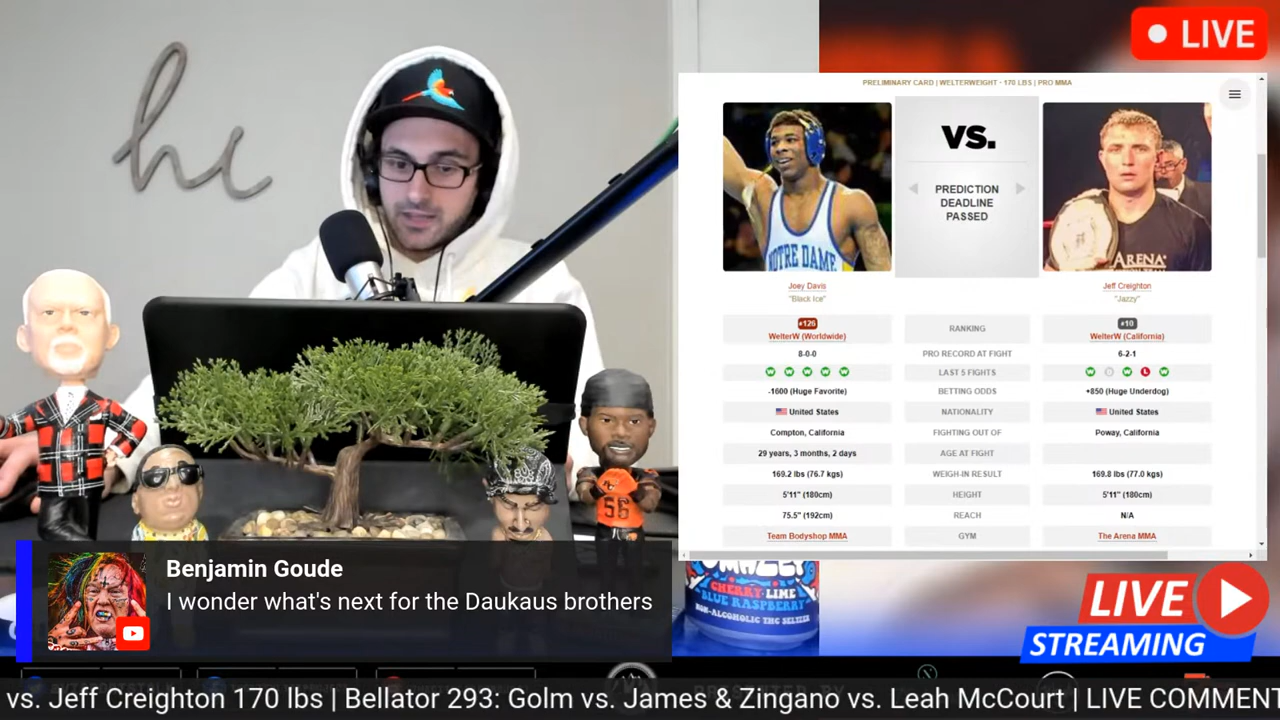 hi
LIVE
PRELIMINARY CARD | WELTERWEIGHT - 170 LBS | PRO MMA
VS.
PREDICTION
DEADLINE
PASSED
NOTRE DAME
ARENA
Joey Davis
"Black Ice"
Jeff Creighton
"Jazzy"
#126
WelterW (Worldwide)
RANKING
#10
WelterW (California)
8-0-0 PRO RECORD AT FIGHT 6-2-1
W W W W W LAST 5 FIGHTS W D W L W
-1600 (Huge Favorite) BETTING ODDS +850 (Huge Underdog)
United States NATIONALITY United States
Compton, California FIGHTING OUT OF Poway, California
29 years, 3 months, 2 days AGE AT FIGHT
169.2 lbs (76.7 kgs) WEIGH-IN RESULT 169.8 lbs (77.0 kgs)
5'11" (180cm) HEIGHT 5'11" (180cm)
75.5" (192cm) REACH N/A
Team Bodyshop MMA GYM The Arena MMA
56
Benjamin Goude
I wonder what's next for the Daukaus brothers
CHERRY-LIME
BLUE RASPBERRY
NON-ALCOHOLIC THC SELTZER
LIVE
STREAMING
vs. Jeff Creighton 170 lbs | Bellator 293: Golm vs. James & Zingano vs. Leah McCourt | LIVE COMMENT